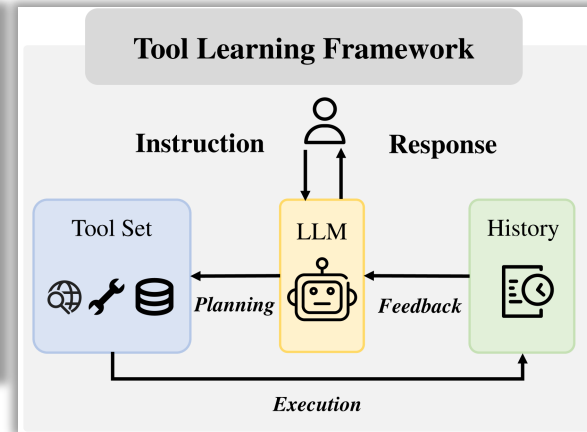 Tool Learning Framework
Instruction
Response
Tool Set
LLM
History
Planning
Feedback
Execution